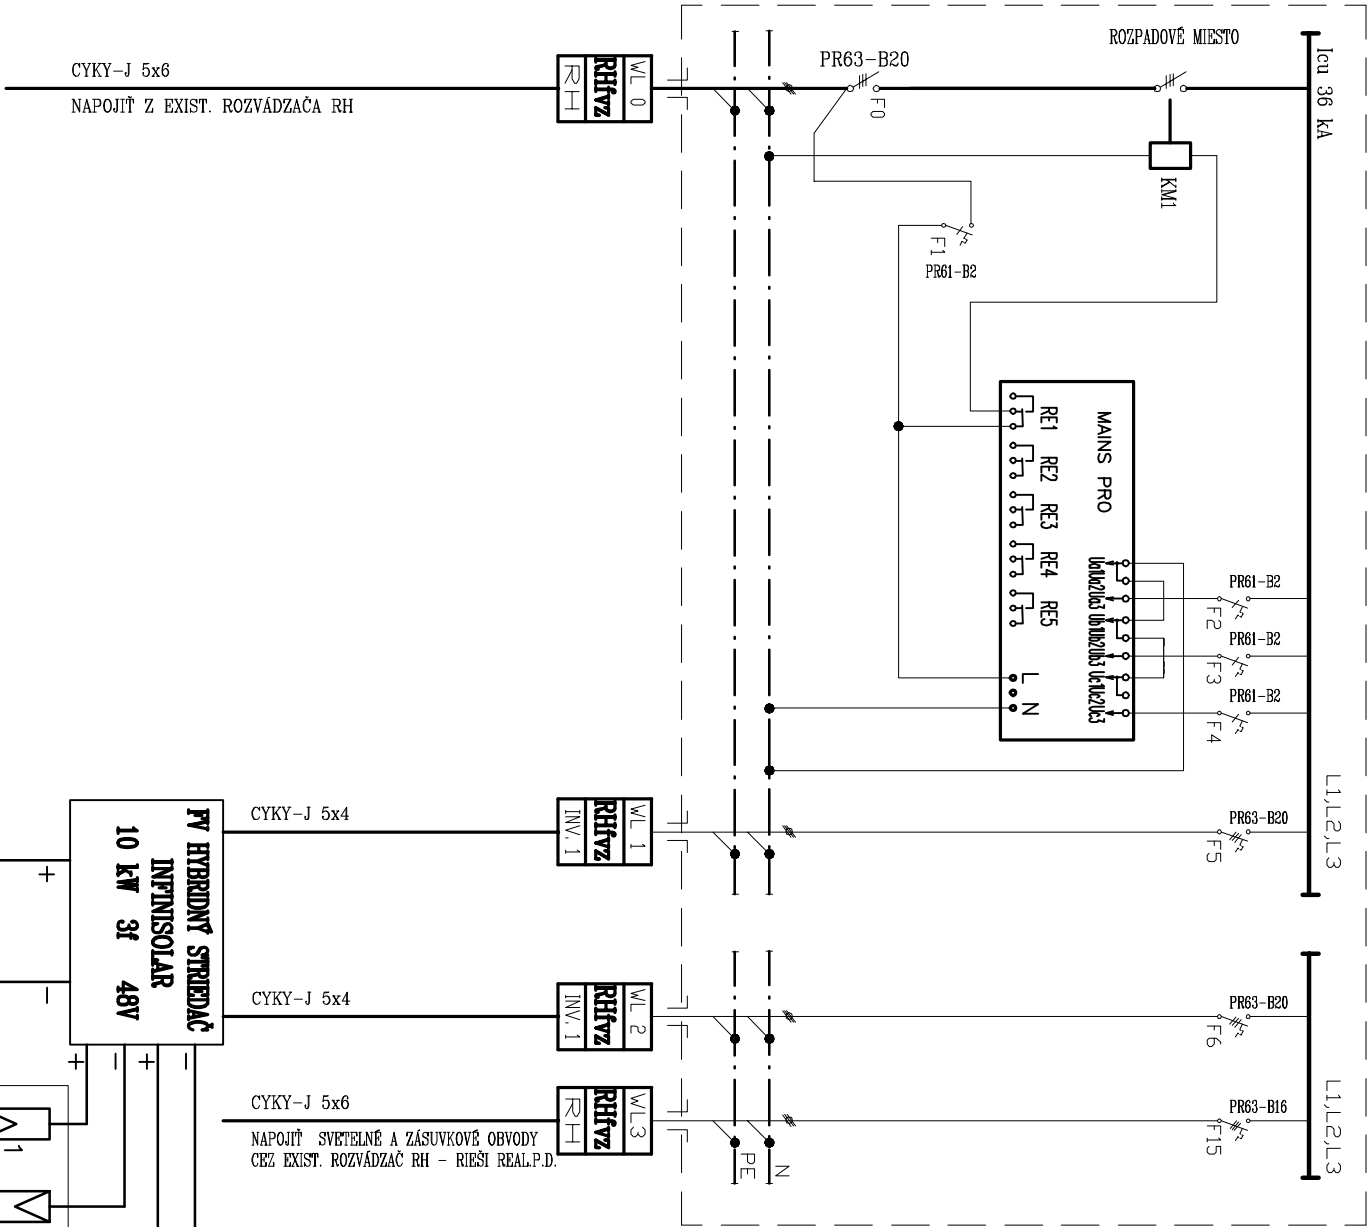 ROZPADOVÉ MIESTO
Icu 36 kA
PR63-B20
F0
CYKY-J 5x6
NAPOJIŤ Z EXIST. ROZVÁDZAČA RH
WL 0
RHfvz
RH
KM1
F1
PR61-B2
MAINS PRO
RE1
RE2
RE3
RE4
RE5
Ua1Ua2Ua3 Ub1Ub2Ub3 Uc1Uc2Uc3
L
N
PR61-B2
F2
PR61-B2
F3
PR61-B2
F4
L1,L2,L3
PR63-B20
F5
CYKY-J 5x4
WL 1
RHfvz
INV. 1
FV HYBRIDNÝ STRIEDAČ
INFINISOLAR
10 kW 3f 48V
+
-
+
-
+
-
CYKY-J 5x4
WL 2
RHfvz
INV. 1
PR63-B20
F6
CYKY-J 5x6
NAPOJIŤ SVETELNÉ A ZÁSUVKOVÉ OBVODY
CEZ EXIST. ROZVÁDZAČ RH - RIEŠI REAL.P.D.
WL3
RHfvz
RH
PR63-B16
F15
L1,L2,L3
PE
N
1